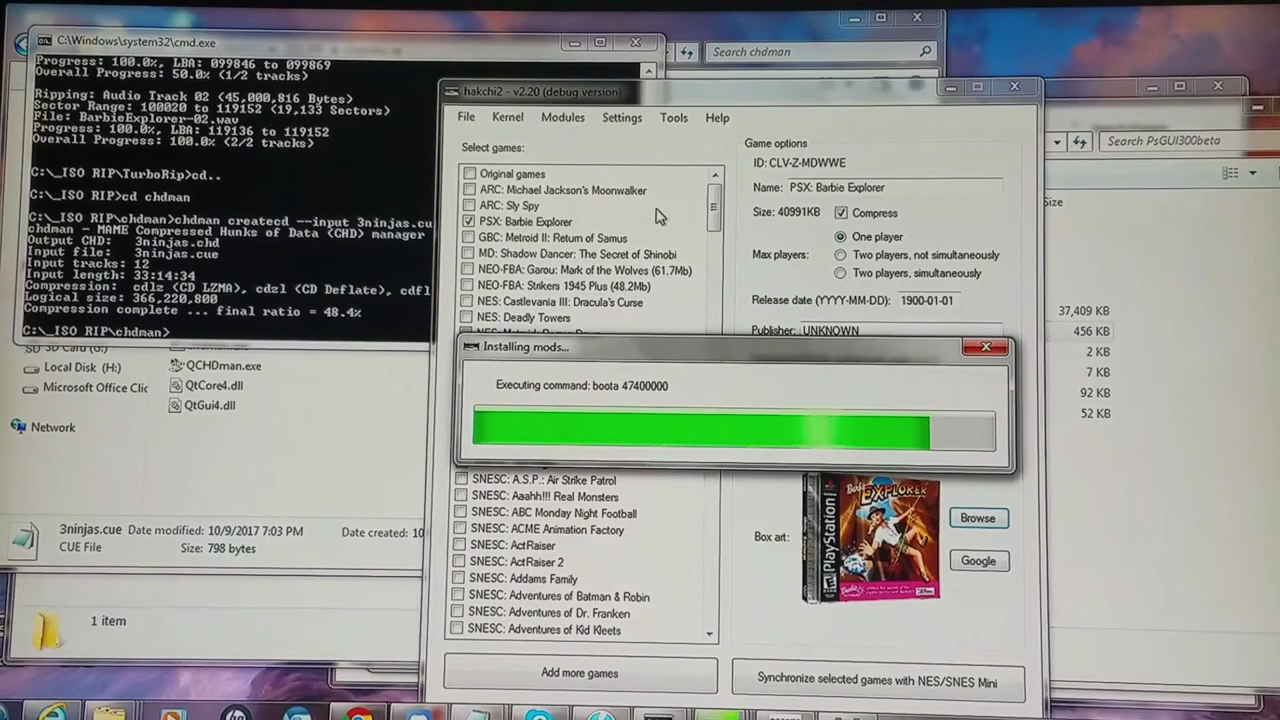 C:\Windows\system32\cmd.exe
Progress: 100.0%, LBA: 099846 to 099869
Overall Progress: 50.0% (1/2 tracks)
Ripping: Audio Track 02 (45,000,816 Bytes)
Sector Range: 100020 to 119152 (19,133 Sectors)
File: BarbieExplorer-02.wav
Progress: 100.0%, LBA: 119136 to 119152
Overall Progress: 100.0% (2/2 tracks)
C:\_ISO RIP\TurboRip>cd..
C:\_ISO RIP>cd chdman
C:\_ISO RIP\chdman>chdman createcd --input 3ninjas.cu
chdman - MAME Compressed Hunks of Data (CHD) manager
Output CHD: 3ninjas.chd
Input file: 3ninjas.cue
Input tracks: 12
Input length: 33:14:34
Compression: cdlz (CD LZMA), cdzl (CD Deflate), cdfl
Logical size: 366,220,800
Compression complete ... final ratio = 48.4%
C:\_ISO RIP\chdman>
Search chdman
Local Disk (H:)
Microsoft Office Clic
Network
QCHDman.exe
QtCore4.dll
QtGui4.dll
3ninjas.cue Date modified: 10/9/2017 7:03 PM Date created: 10
CUE File Size: 798 bytes
1 item
hakchi2 - v2.20 (debug version)
File Kernel Modules Settings Tools Help
Select games:
Original games
ARC: Michael Jackson's Moonwalker
ARC: Sly Spy
PSX: Barbie Explorer
GBC: Metroid II: Return of Samus
MD: Shadow Dancer: The Secret of Shinobi
NEO-FBA: Garou: Mark of the Wolves (61.7Mb)
NEO-FBA: Strikers 1945 Plus (48.2Mb)
NES: Castlevania III: Dracula's Curse
NES: Deadly Towers
Game options
ID: CLV-Z-MDWWE
Name: PSX: Barbie Explorer
Size: 40991KB Compress
Max players:
One player
Two players, not simultaneously
Two players, simultaneously
Release date (YYYY-MM-DD): 1900-01-01
Publisher: UNKNOWN
Installing mods...
Executing command: boota 47400000
SNESC: A.S.P.: Air Strike Patrol
SNESC: Aaahh!!! Real Monsters
SNESC: ABC Monday Night Football
SNESC: ACME Animation Factory
SNESC: ActRaiser
SNESC: ActRaiser 2
SNESC: Addams Family
SNESC: Adventures of Batman & Robin
SNESC: Adventures of Dr. Franken
SNESC: Adventures of Kid Kleets
Box art:
PlayStation
Barbie
EXPLORER
Browse
Google
Add more games
Synchronize selected games with NES/SNES Mini
Search PsGUI300beta
Size
37,409 KB
456 KB
2 KB
7 KB
92 KB
52 KB